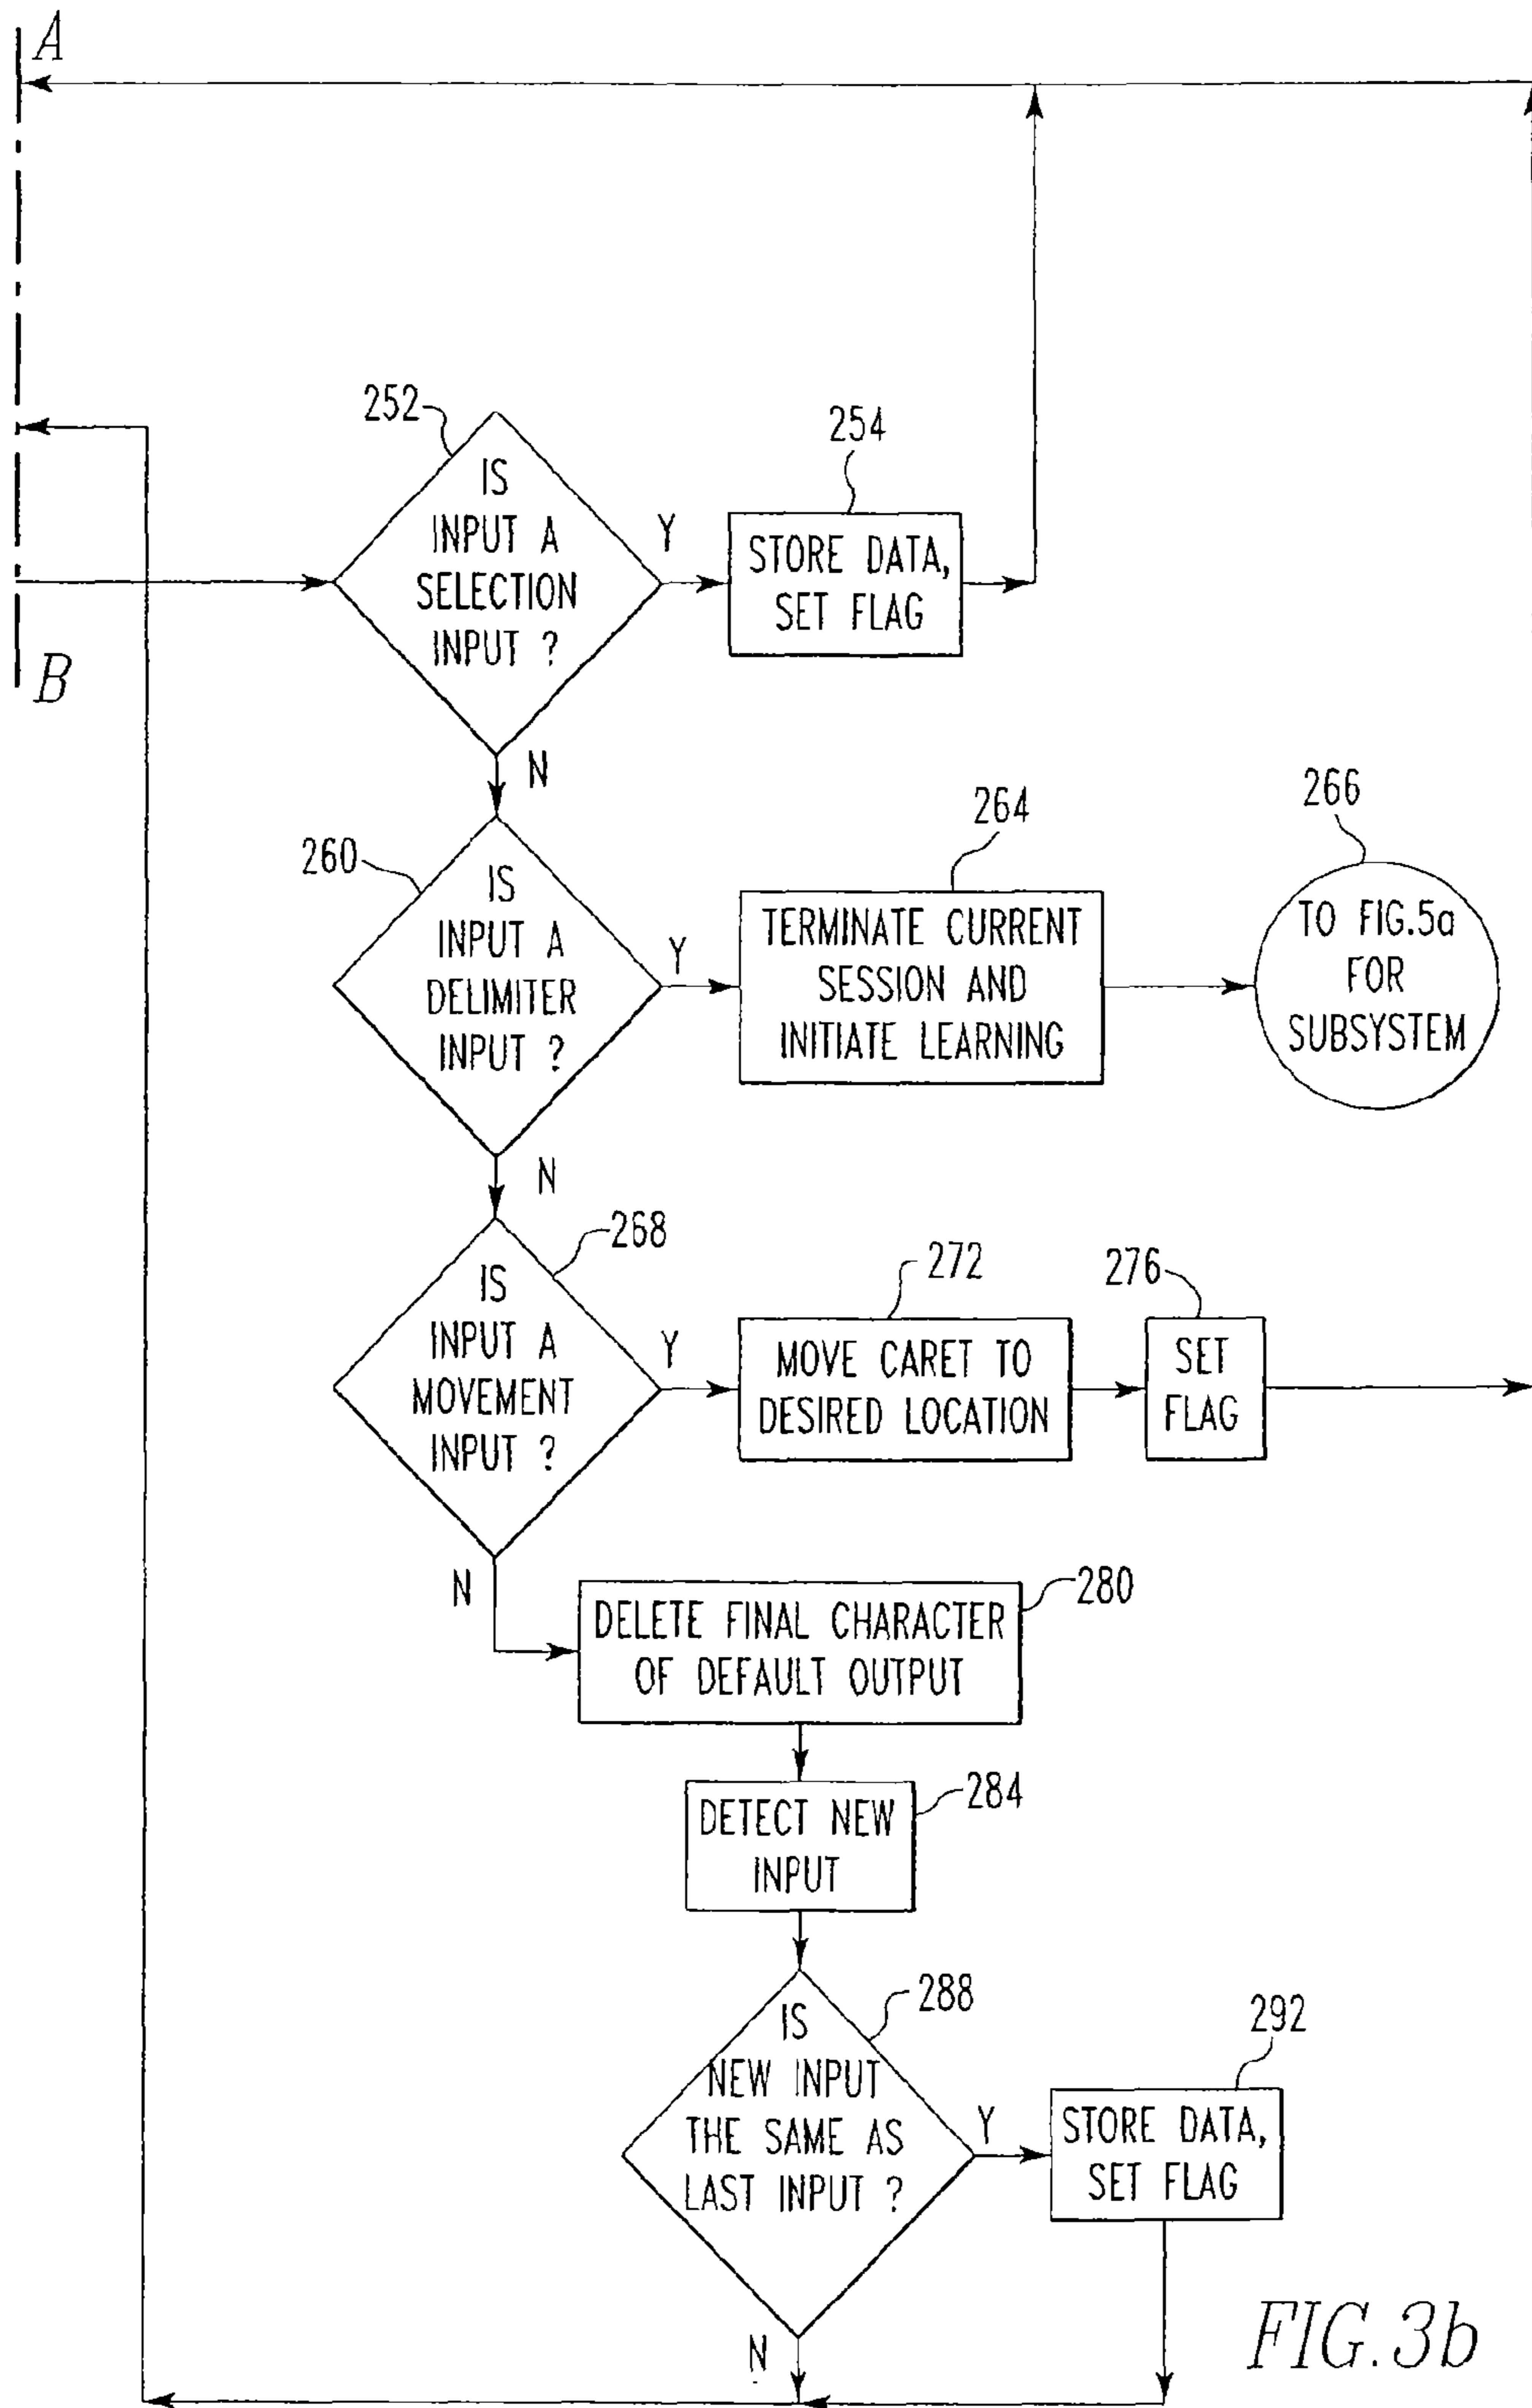 A
252
IS
INPUT A
SELECTION
INPUT ?
Y
254
STORE DATA,
SET FLAG
B
N
260
IS
INPUT A
DELIMITER
INPUT ?
Y
264
TERMINATE CURRENT
SESSION AND
INITIATE LEARNING
266
TO FIG.5a
FOR
SUBSYSTEM
N
268
IS
INPUT A
MOVEMENT
INPUT ?
Y
272
MOVE CARET TO
DESIRED LOCATION
276
SET
FLAG
N
280
DELETE FINAL CHARACTER
OF DEFAULT OUTPUT
284
DETECT NEW
INPUT
288
IS
NEW INPUT
THE SAME AS
LAST INPUT ?
Y
292
STORE DATA,
SET FLAG
N
FIG.3b